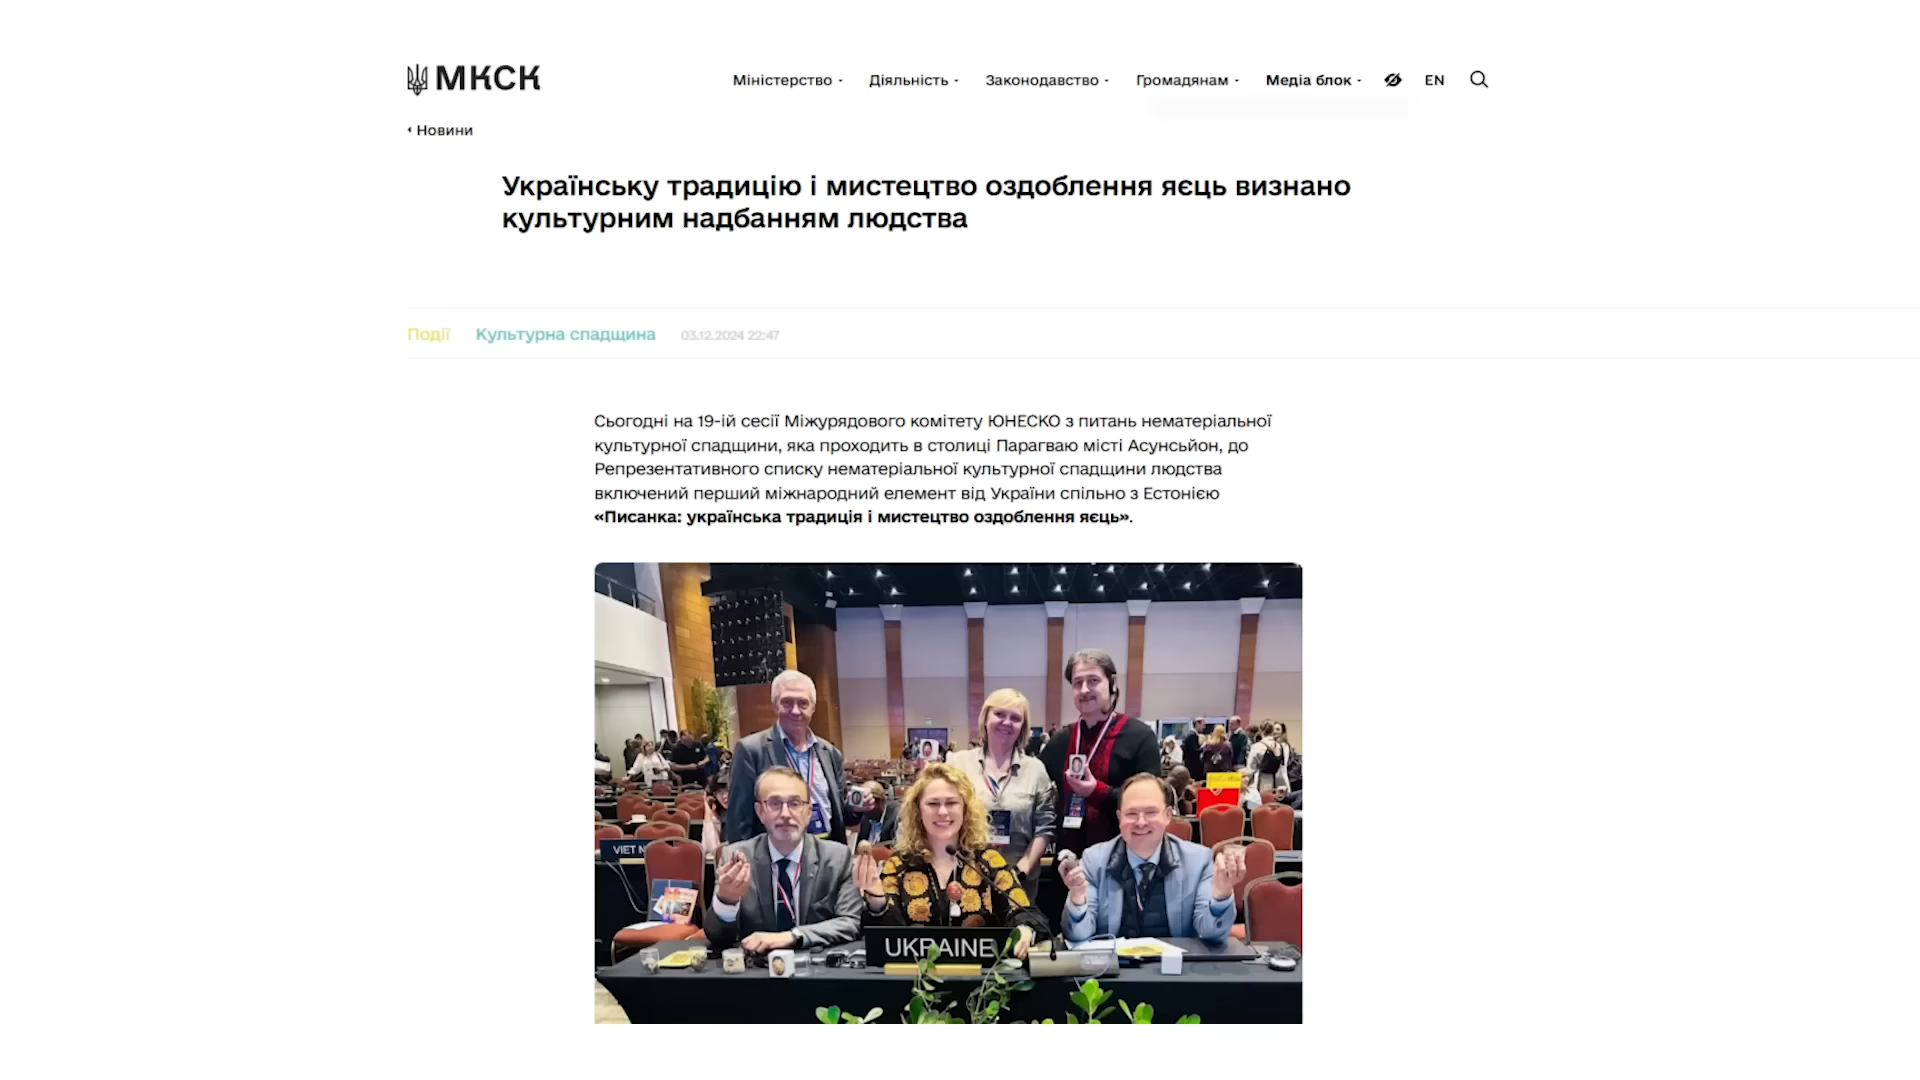 МКСК
Міністерство
Діяльність
Законодавство
Громадянам
Медіа блок
EN
Новини
Українську традицію і мистецтво оздоблення яєць визнано
культурним надбанням людства
Події
Культурна спадщина
03.12.2024 22:47
Сьогодні на 19-ій сесії Міжурядового комітету ЮНЕСКО з питань нематеріальної
культурної спадщини, яка проходить в столиці Парагваю місті Асунсьйон, до
Репрезентативного списку нематеріальної культурної спадщини людства
включений перший міжнародний елемент від України спільно з Естонією
«Писанка: українська традиція і мистецтво оздоблення яєць».
VIET N
UKRAINE